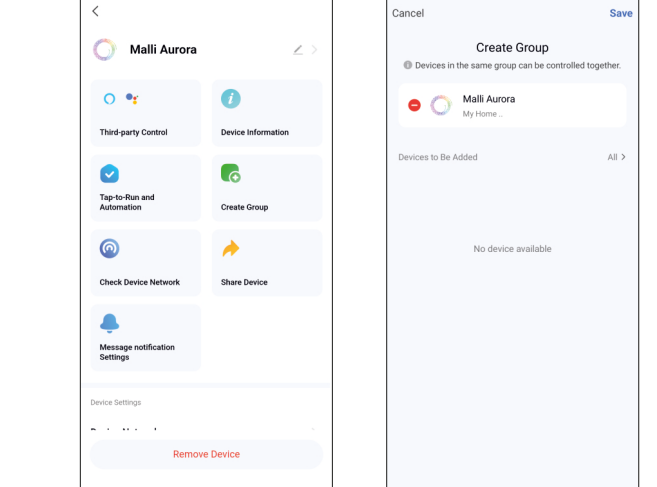 Malli Aurora
Third-party Control
Device Information
Tap-to-Run and
Automation
Create Group
Check Device Network
Share Device
Message notification
Settings
Device Settings
Remove Device
Cancel
Save
Create Group
Devices in the same group can be controlled together.
Malli Aurora
My Home ..
Devices to Be Added
All
No device available